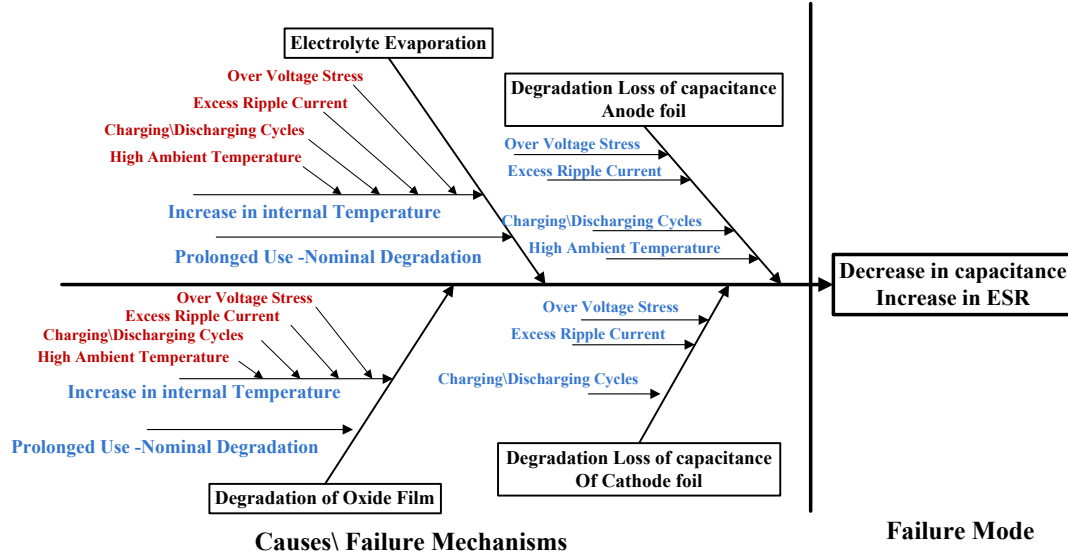 Electrolyte Evaporation
Over Voltage Stress
Excess Ripple Current
Charging\Discharging Cycles
High Ambient Temperature
Increase in internal Temperature
Prolonged Use -Nominal Degradation
Degradation Loss of capacitance
Anode foil
Over Voltage Stress
Excess Ripple Current
Charging\Discharging Cycles
High Ambient Temperature
Decrease in capacitance
Increase in ESR
Over Voltage Stress
Excess Ripple Current
Charging\Discharging Cycles
High Ambient Temperature
Increase in internal Temperature
Prolonged Use -Nominal Degradation
Degradation of Oxide Film
Over Voltage Stress
Excess Ripple Current
Charging\Discharging Cycles
Degradation Loss of capacitance
Of Cathode foil
Causes\ Failure Mechanisms
Failure Mode